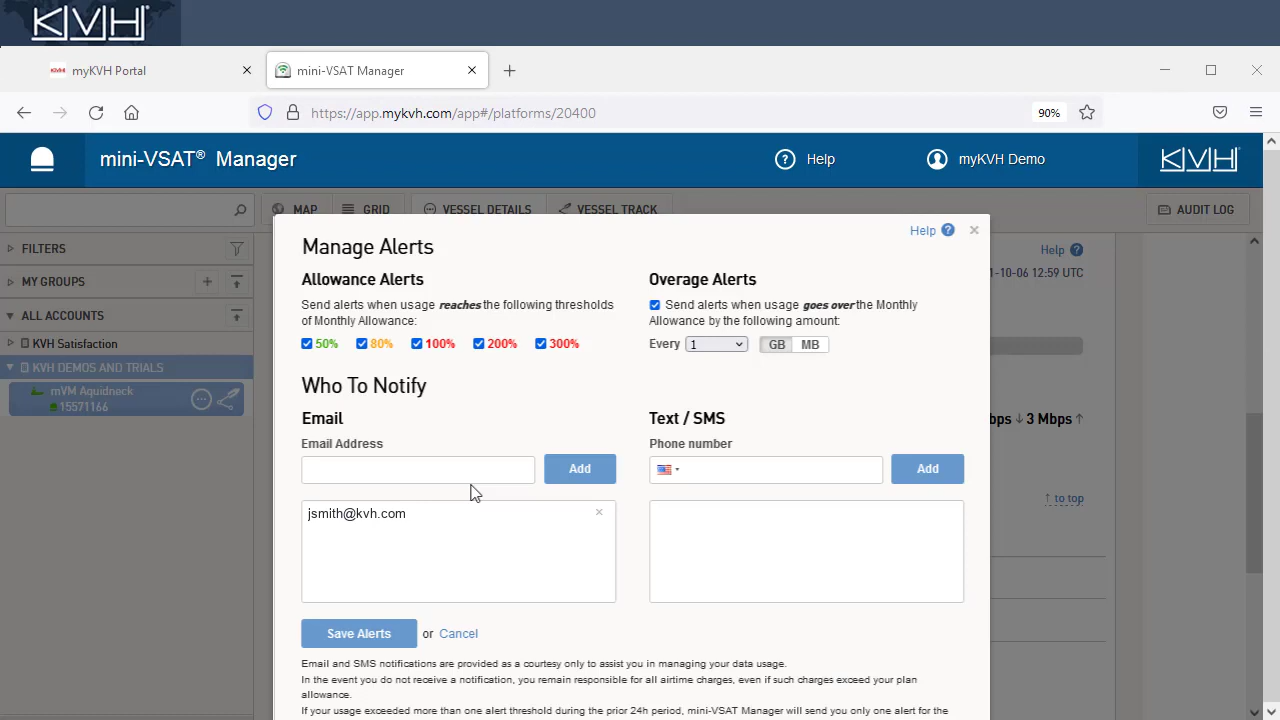 KVH
myKVH Portal
mini-VSAT Manager
https://app.mykvh.com/app#/platforms/20400
90%
mini-VSAT® Manager
Help
myKVH Demo
KVH
MAP
GRID
VESSEL DETAILS
VESSEL TRACK
AUDIT LOG
FILTERS
MY GROUPS
ALL ACCOUNTS
KVH Satisfaction
KVH DEMOS AND TRIALS
mVM Aquidneck
15571166
Help
1-10-06 12:59 UTC
bps ↓ 3 Mbps ↑
↑ to top
Help
Manage Alerts
Allowance Alerts
Send alerts when usage reaches the following thresholds
of Monthly Allowance:
50% 80% 100% 200% 300%
Overage Alerts
Send alerts when usage goes over the Monthly
Allowance by the following amount:
Every 1 GB MB
Who To Notify
Email
Email Address
Add
jsmith@kvh.com
Text / SMS
Phone number
Add
Save Alerts or Cancel
Email and SMS notifications are provided as a courtesy only to assist you in managing your data usage.
In the event you do not receive a notification, you remain responsible for all airtime charges, even if such charges exceed your plan
allowance.
If your usage exceeded more than one alert threshold during the prior 24h period, mini-VSAT Manager will send you only one alert for the